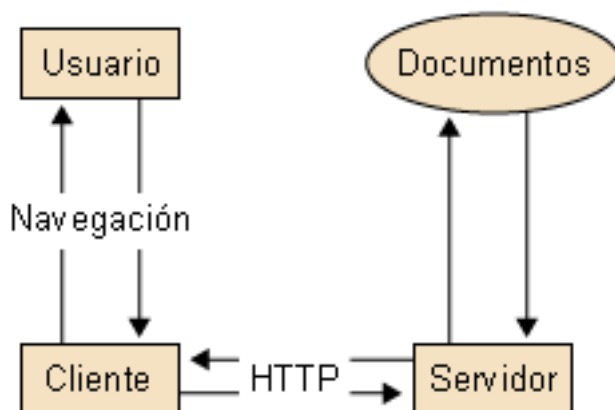 Usuario
Documentos
Navegación
Cliente
HTTP
Servidor